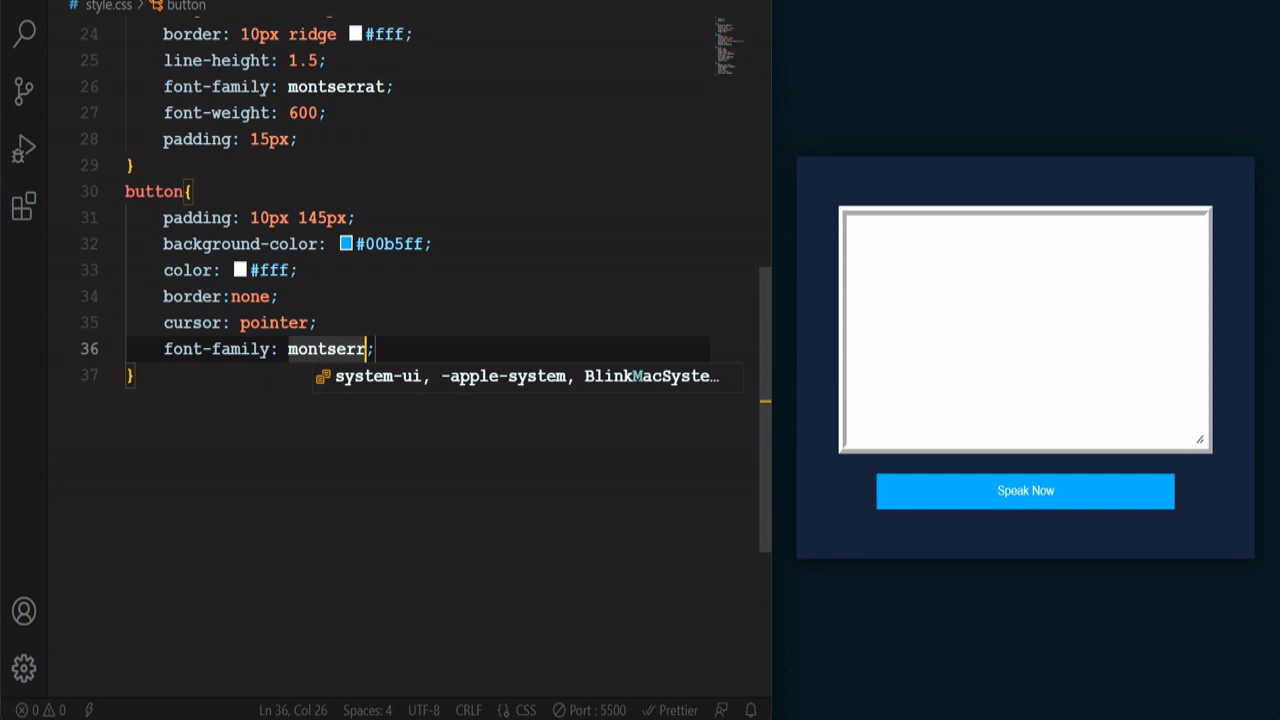 # style.css > button
24 border: 10px ridge #fff;
25 line-height: 1.5;
26 font-family: montserrat;
27 font-weight: 600;
28 padding: 15px;
29 }
30 button{
31 padding: 10px 145px;
32 background-color: #00b5ff;
33 color: #fff;
34 border:none;
35 cursor: pointer;
36 font-family: montserr;
37 }
system-ui, -apple-system, BlinkMacSyste…
Speak Now
0 0 Ln 36, Col 26 Spaces: 4 UTF-8 CRLF {} CSS Port : 5500 Prettier